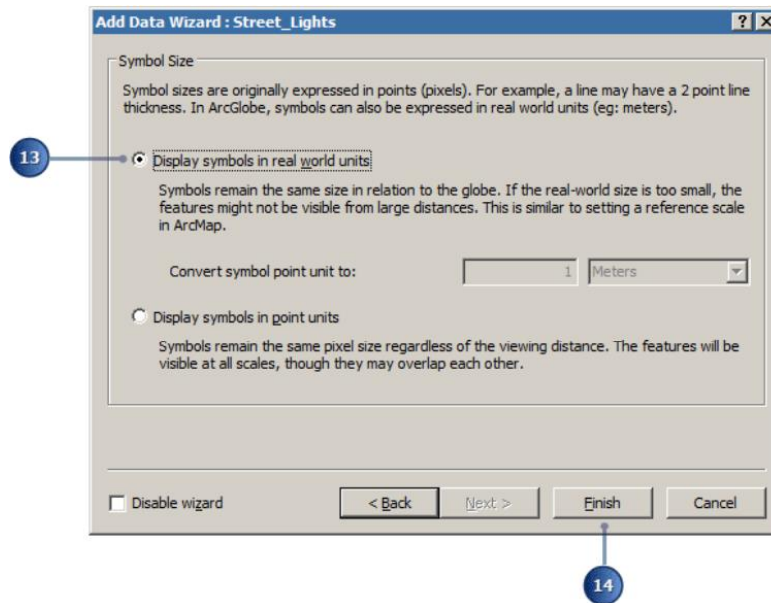 Add Data Wizard : Street_Lights
Symbol Size
Symbol sizes are originally expressed in points (pixels). For example, a line may have a 2 point line
thickness. In ArcGlobe, symbols can also be expressed in real world units (eg: meters).
13
Display symbols in real world units
Symbols remain the same size in relation to the globe. If the real-world size is too small, the
features might not be visible from large distances. This is similar to setting a reference scale
in ArcMap.
Convert symbol point unit to: 1 Meters
Display symbols in point units
Symbols remain the same pixel size regardless of the viewing distance. The features will be
visible at all scales, though they may overlap each other.
Disable wizard < Back Next > Finish Cancel
14